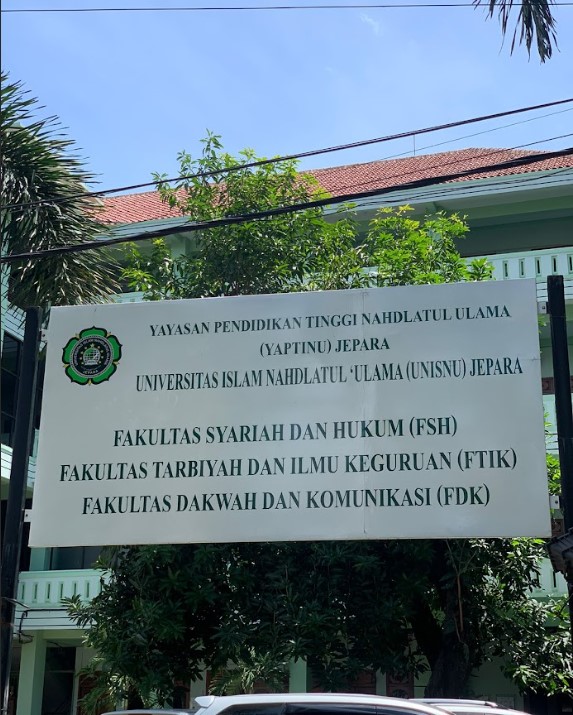 YAYASAN PENDIDIKAN TINGGI NAHDLATUL ULAMA
(YAPTINU) JEPARA
UNIVERSITAS ISLAM NAHDLATUL 'ULAMA (UNISNU) JEPARA
FAKULTAS SYARIAH DAN HUKUM (FSH)
FAKULTAS TARBIYAH DAN ILMU KEGURUAN (FTIK)
FAKULTAS DAKWAH DAN KOMUNIKASI (FDK)